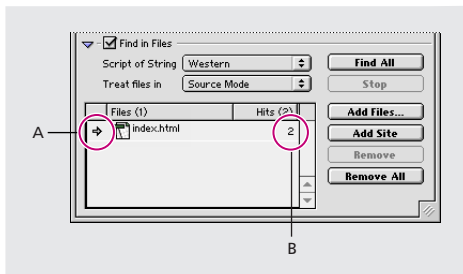 Find in Files
Script of String Western Find All
Treat files in Source Mode Stop
Files (1) Hits (2) Add Files...
A index.html 2 Add Site
Remove
Remove All
B